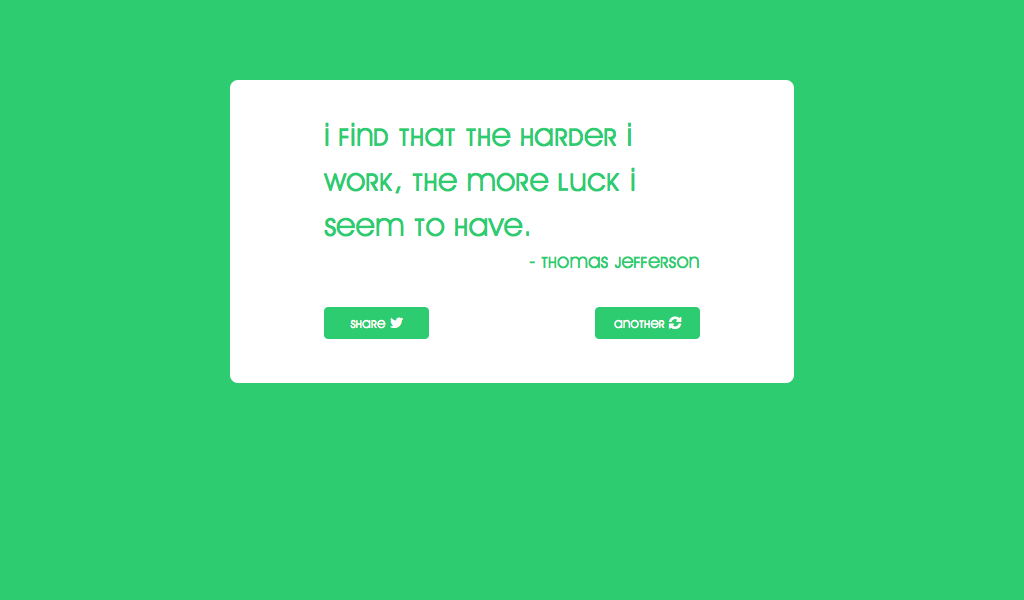 I find that the harder I
work, the more luck I
seem to have.
- Thomas Jefferson
share
another